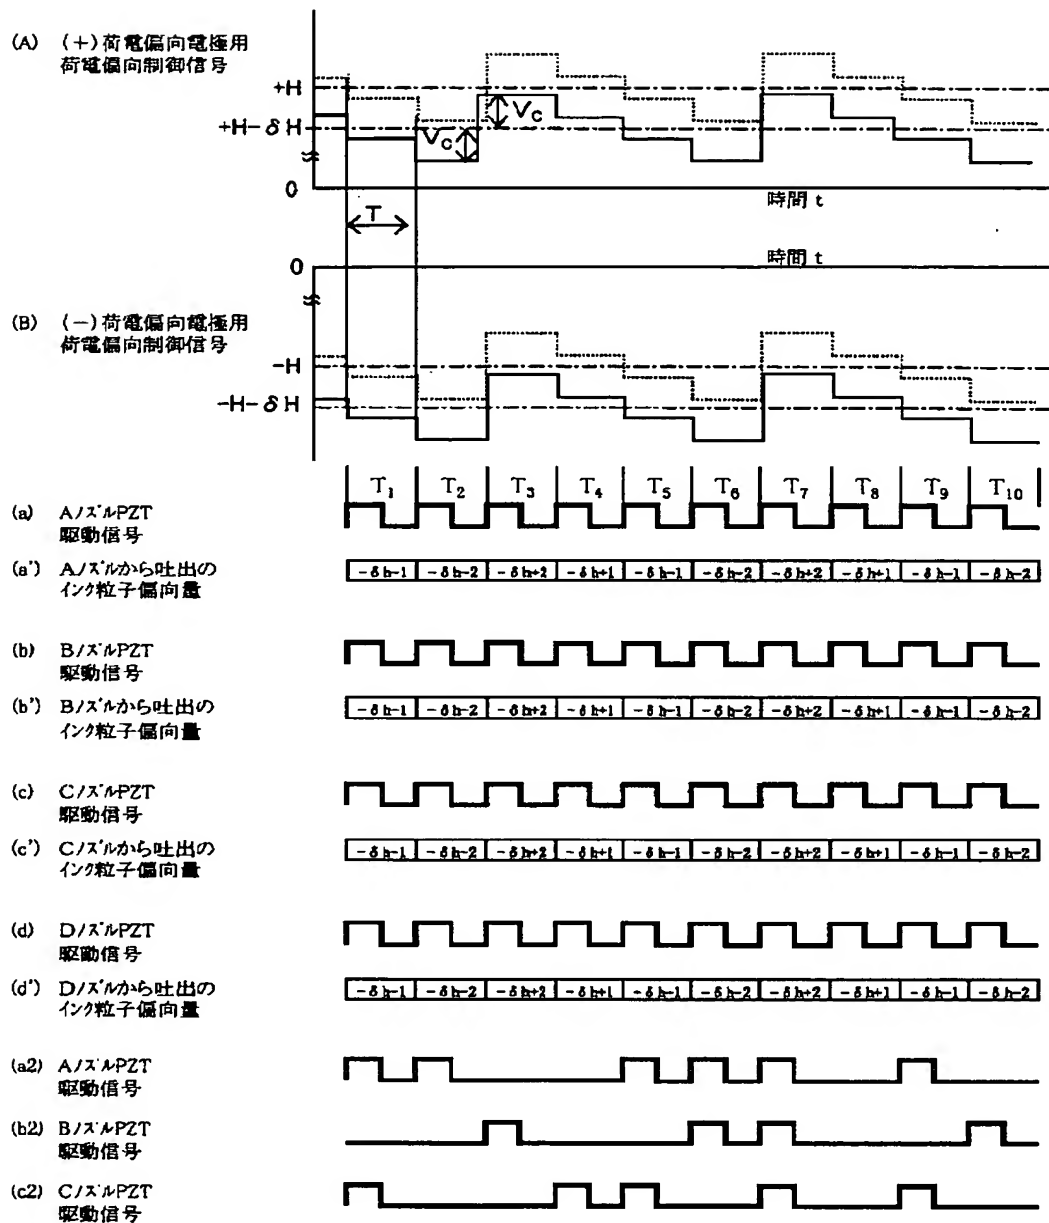 (A) (+)荷電偏向電極用
荷電偏向制御信号
+H
+H-δH
Vc
Vc
0
時間 t
T
時間 t
0
(B) (-)荷電偏向電極用
荷電偏向制御信号
-H
-H-δH
T1 T2 T3 T4 T5 T6 T7 T8 T9 T10
(a) AノズルPZT
駆動信号
(a') Aノズルから吐出の
インク粒子偏向量
-δh-1 -δh-2 -δh+2 -δh+1 -δh-1 -δh-2 -δh+2 -δh+1 -δh-1 -δh-2
(b) BノズルPZT
駆動信号
(b') Bノズルから吐出の
インク粒子偏向量
-δh-1 -δh-2 -δh+2 -δh+1 -δh-1 -δh-2 -δh+2 -δh+1 -δh-1 -δh-2
(c) CノズルPZT
駆動信号
(c') Cノズルから吐出の
インク粒子偏向量
-δh-1 -δh-2 -δh+2 -δh+1 -δh-1 -δh-2 -δh+2 -δh+1 -δh-1 -δh-2
(d) DノズルPZT
駆動信号
(d') Dノズルから吐出の
インク粒子偏向量
-δh-1 -δh-2 -δh+2 -δh+1 -δh-1 -δh-2 -δh+2 -δh+1 -δh-1 -δh-2
(a2) AノズルPZT
駆動信号
(b2) BノズルPZT
駆動信号
(c2) CノズルPZT
駆動信号